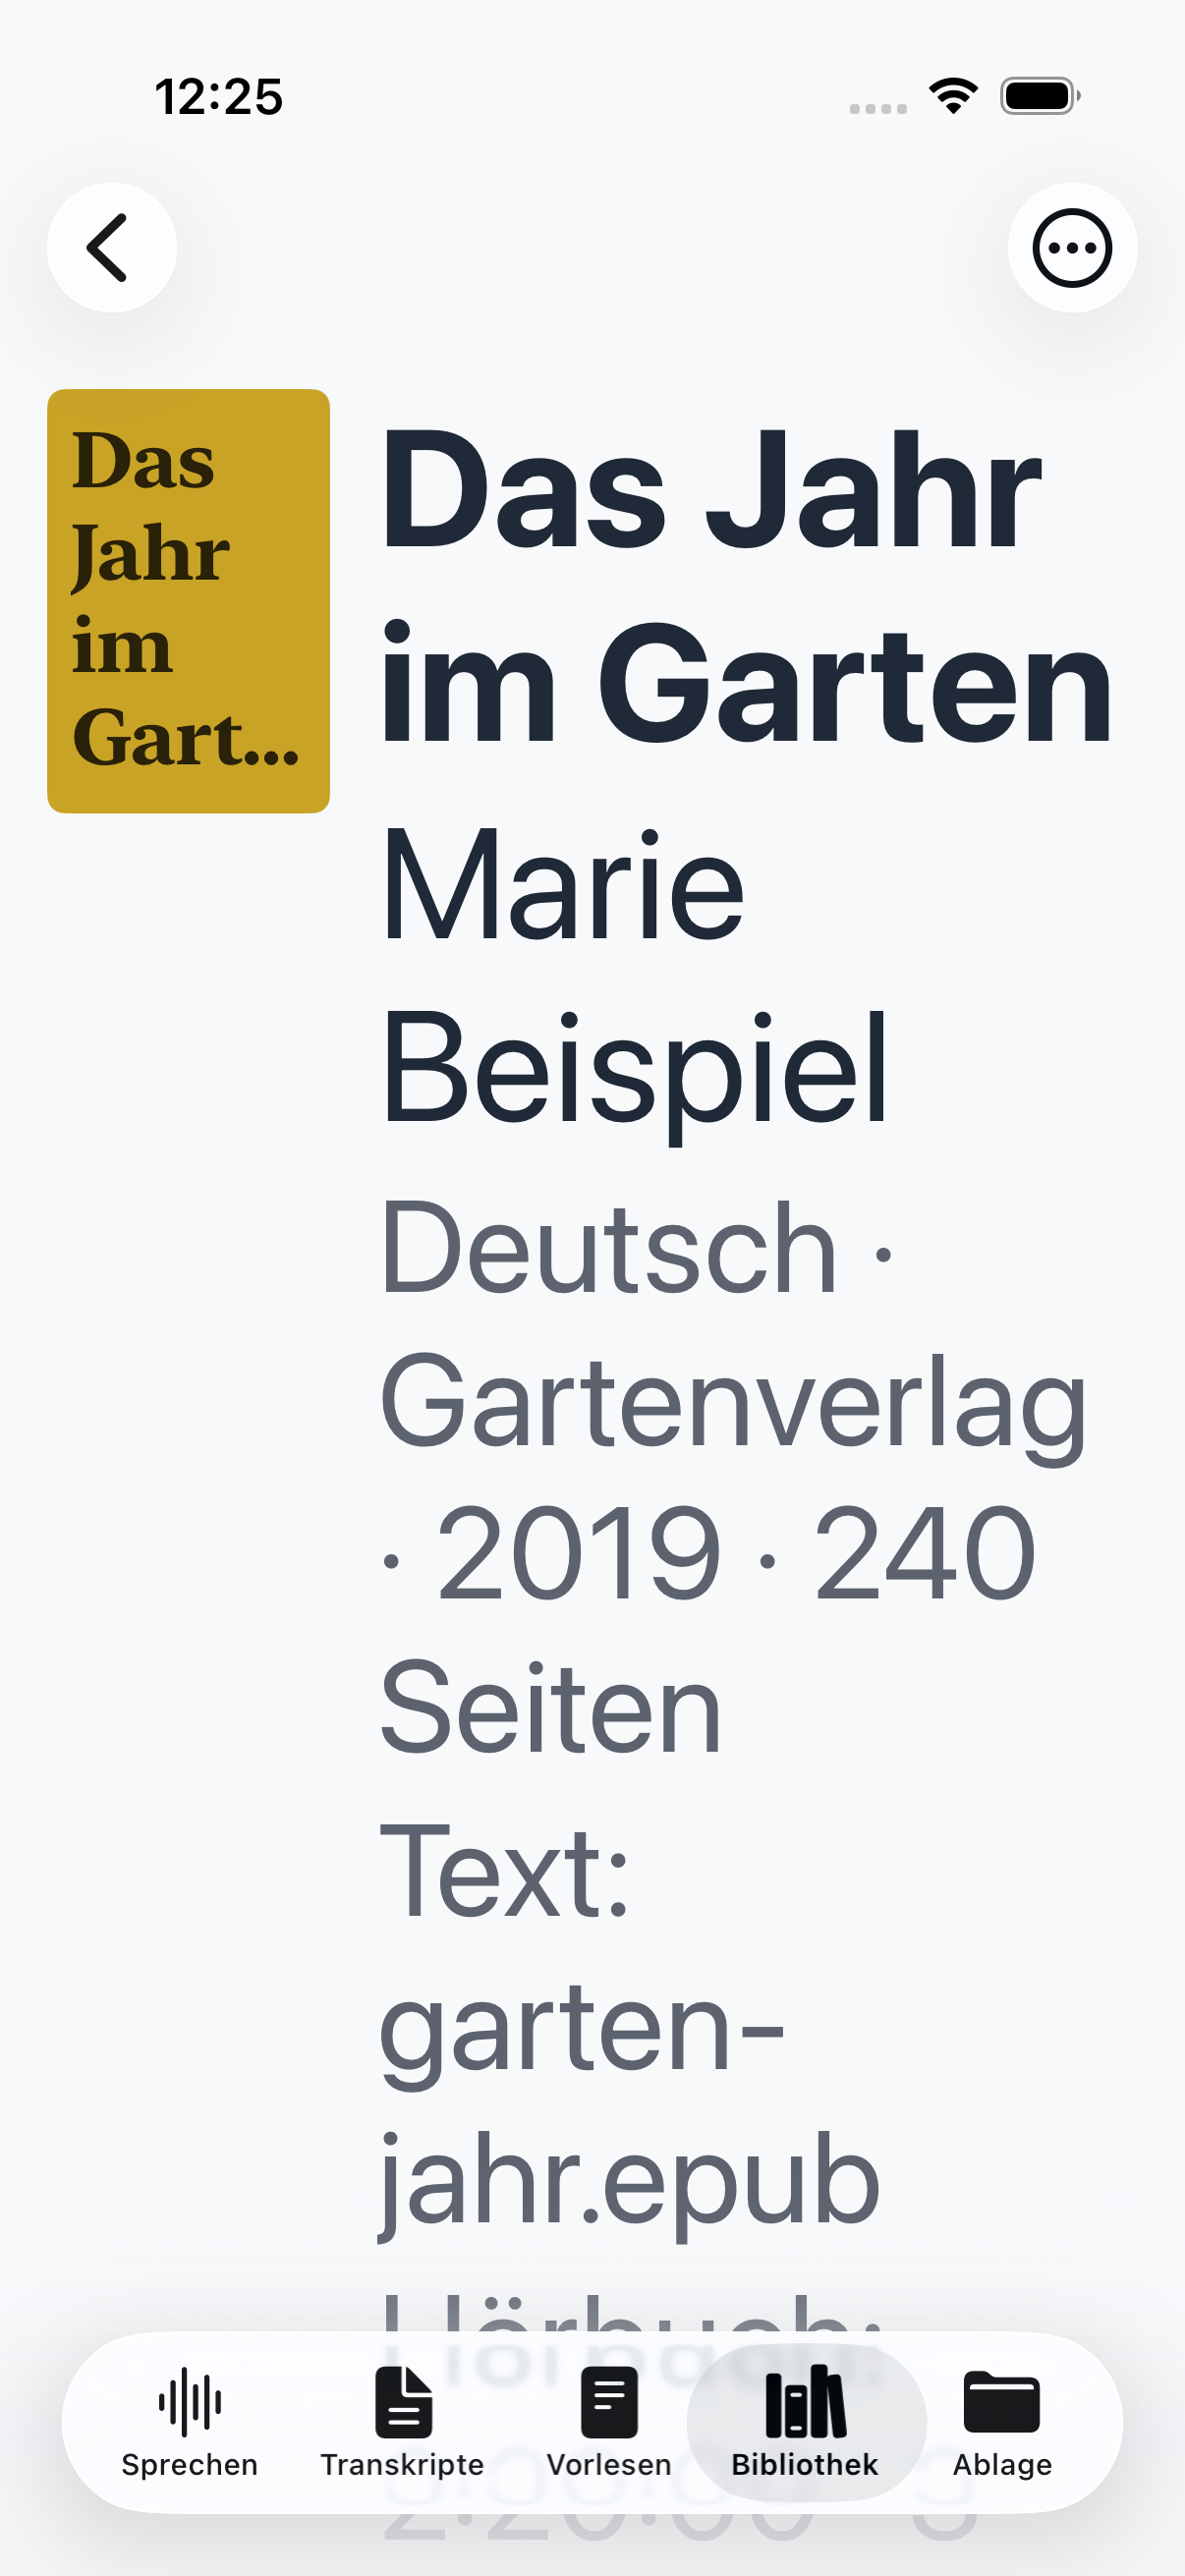 12:25
Das
Jahr
im
Gart...
Das Jahr
im Garten
Marie
Beispiel
Deutsch ·
Gartenverlag
· 2019 · 240
Seiten
Text:
garten-
jahr.epub
Hörbuch:
Sprechen
Transkripte
Vorlesen
Bibliothek
Ablage